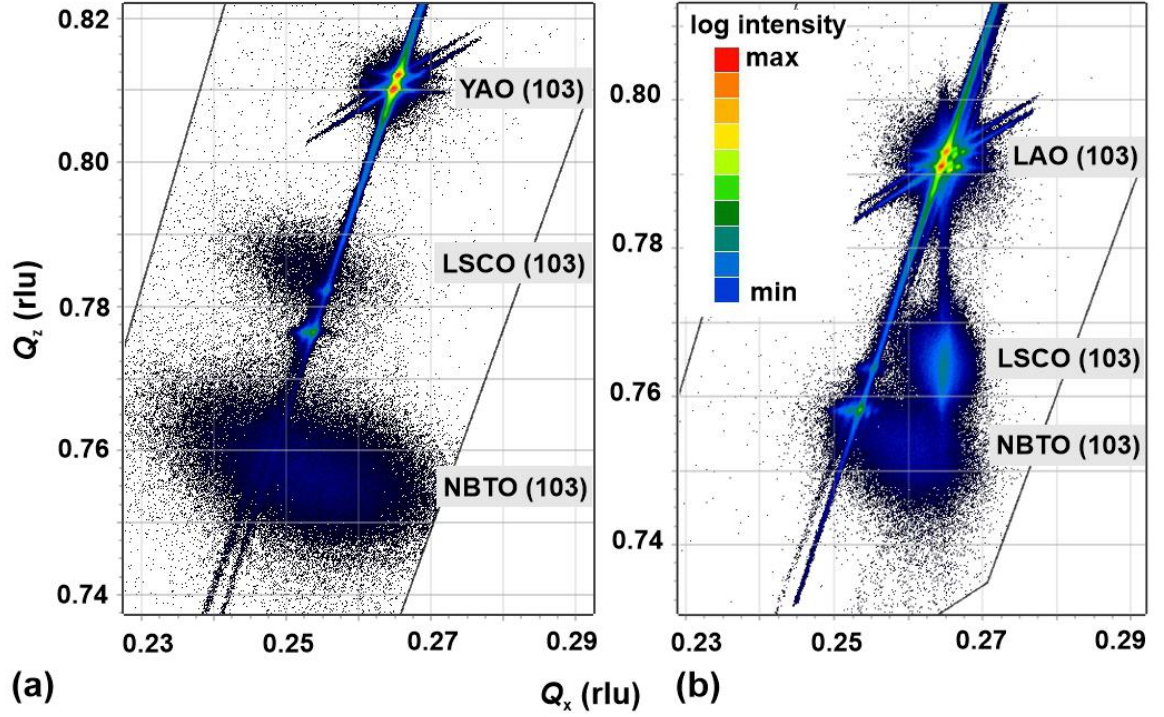 0.82
0.80
0.78
0.76
0.74
Qz (rlu)
0.23
0.25
0.27
0.29
YAO (103)
LSCO (103)
NBTO (103)
(a)
Qx (rlu)
log intensity
max
min
0.80
0.78
0.76
0.74
0.23
0.25
0.27
0.29
LAO (103)
LSCO (103)
NBTO (103)
(b)